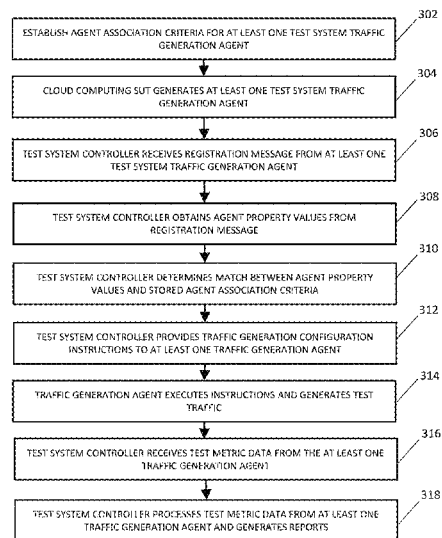 302
ESTABLISH AGENT ASSOCIATION CRITERIA FOR AT LEAST ONE TEST SYSTEM TRAFFIC
GENERATION AGENT
304
CLOUD COMPUTING SUT GENERATES AT LEAST ONE TEST SYSTEM TRAFFIC
GENERATION AGENT
306
TEST SYSTEM CONTROLLER RECEIVES REGISTRATION MESSAGE FROM AT LEAST ONE
TEST SYSTEM TRAFFIC GENERATION AGENT
308
TEST SYSTEM CONTROLLER OBTAINS AGENT PROPERTY VALUES FROM
REGISTRATION MESSAGE
310
TEST SYSTEM CONTROLLER DETERMINES MATCH BETWEEN AGENT PROPERTY
VALUES AND STORED AGENT ASSOCIATION CRITERIA
312
TEST SYSTEM CONTROLLER PROVIDES TRAFFIC GENERATION CONFIGURATION
INSTRUCTIONS TO AT LEAST ONE TRAFFIC GENERATION AGENT
314
TRAFFIC GENERATION AGENT EXECUTES INSTRUCTIONS AND GENERATES TEST
TRAFFIC
316
TEST SYSTEM CONTROLLER RECEIVES TEST METRIC DATA FROM THE AT LEAST ONE
TRAFFIC GENERATION AGENT
318
TEST SYSTEM CONTROLLER PROCESSES TEST METRIC DATA FROM AT LEAST ONE
TRAFFIC GENERATION AGENT AND GENERATES REPORTS